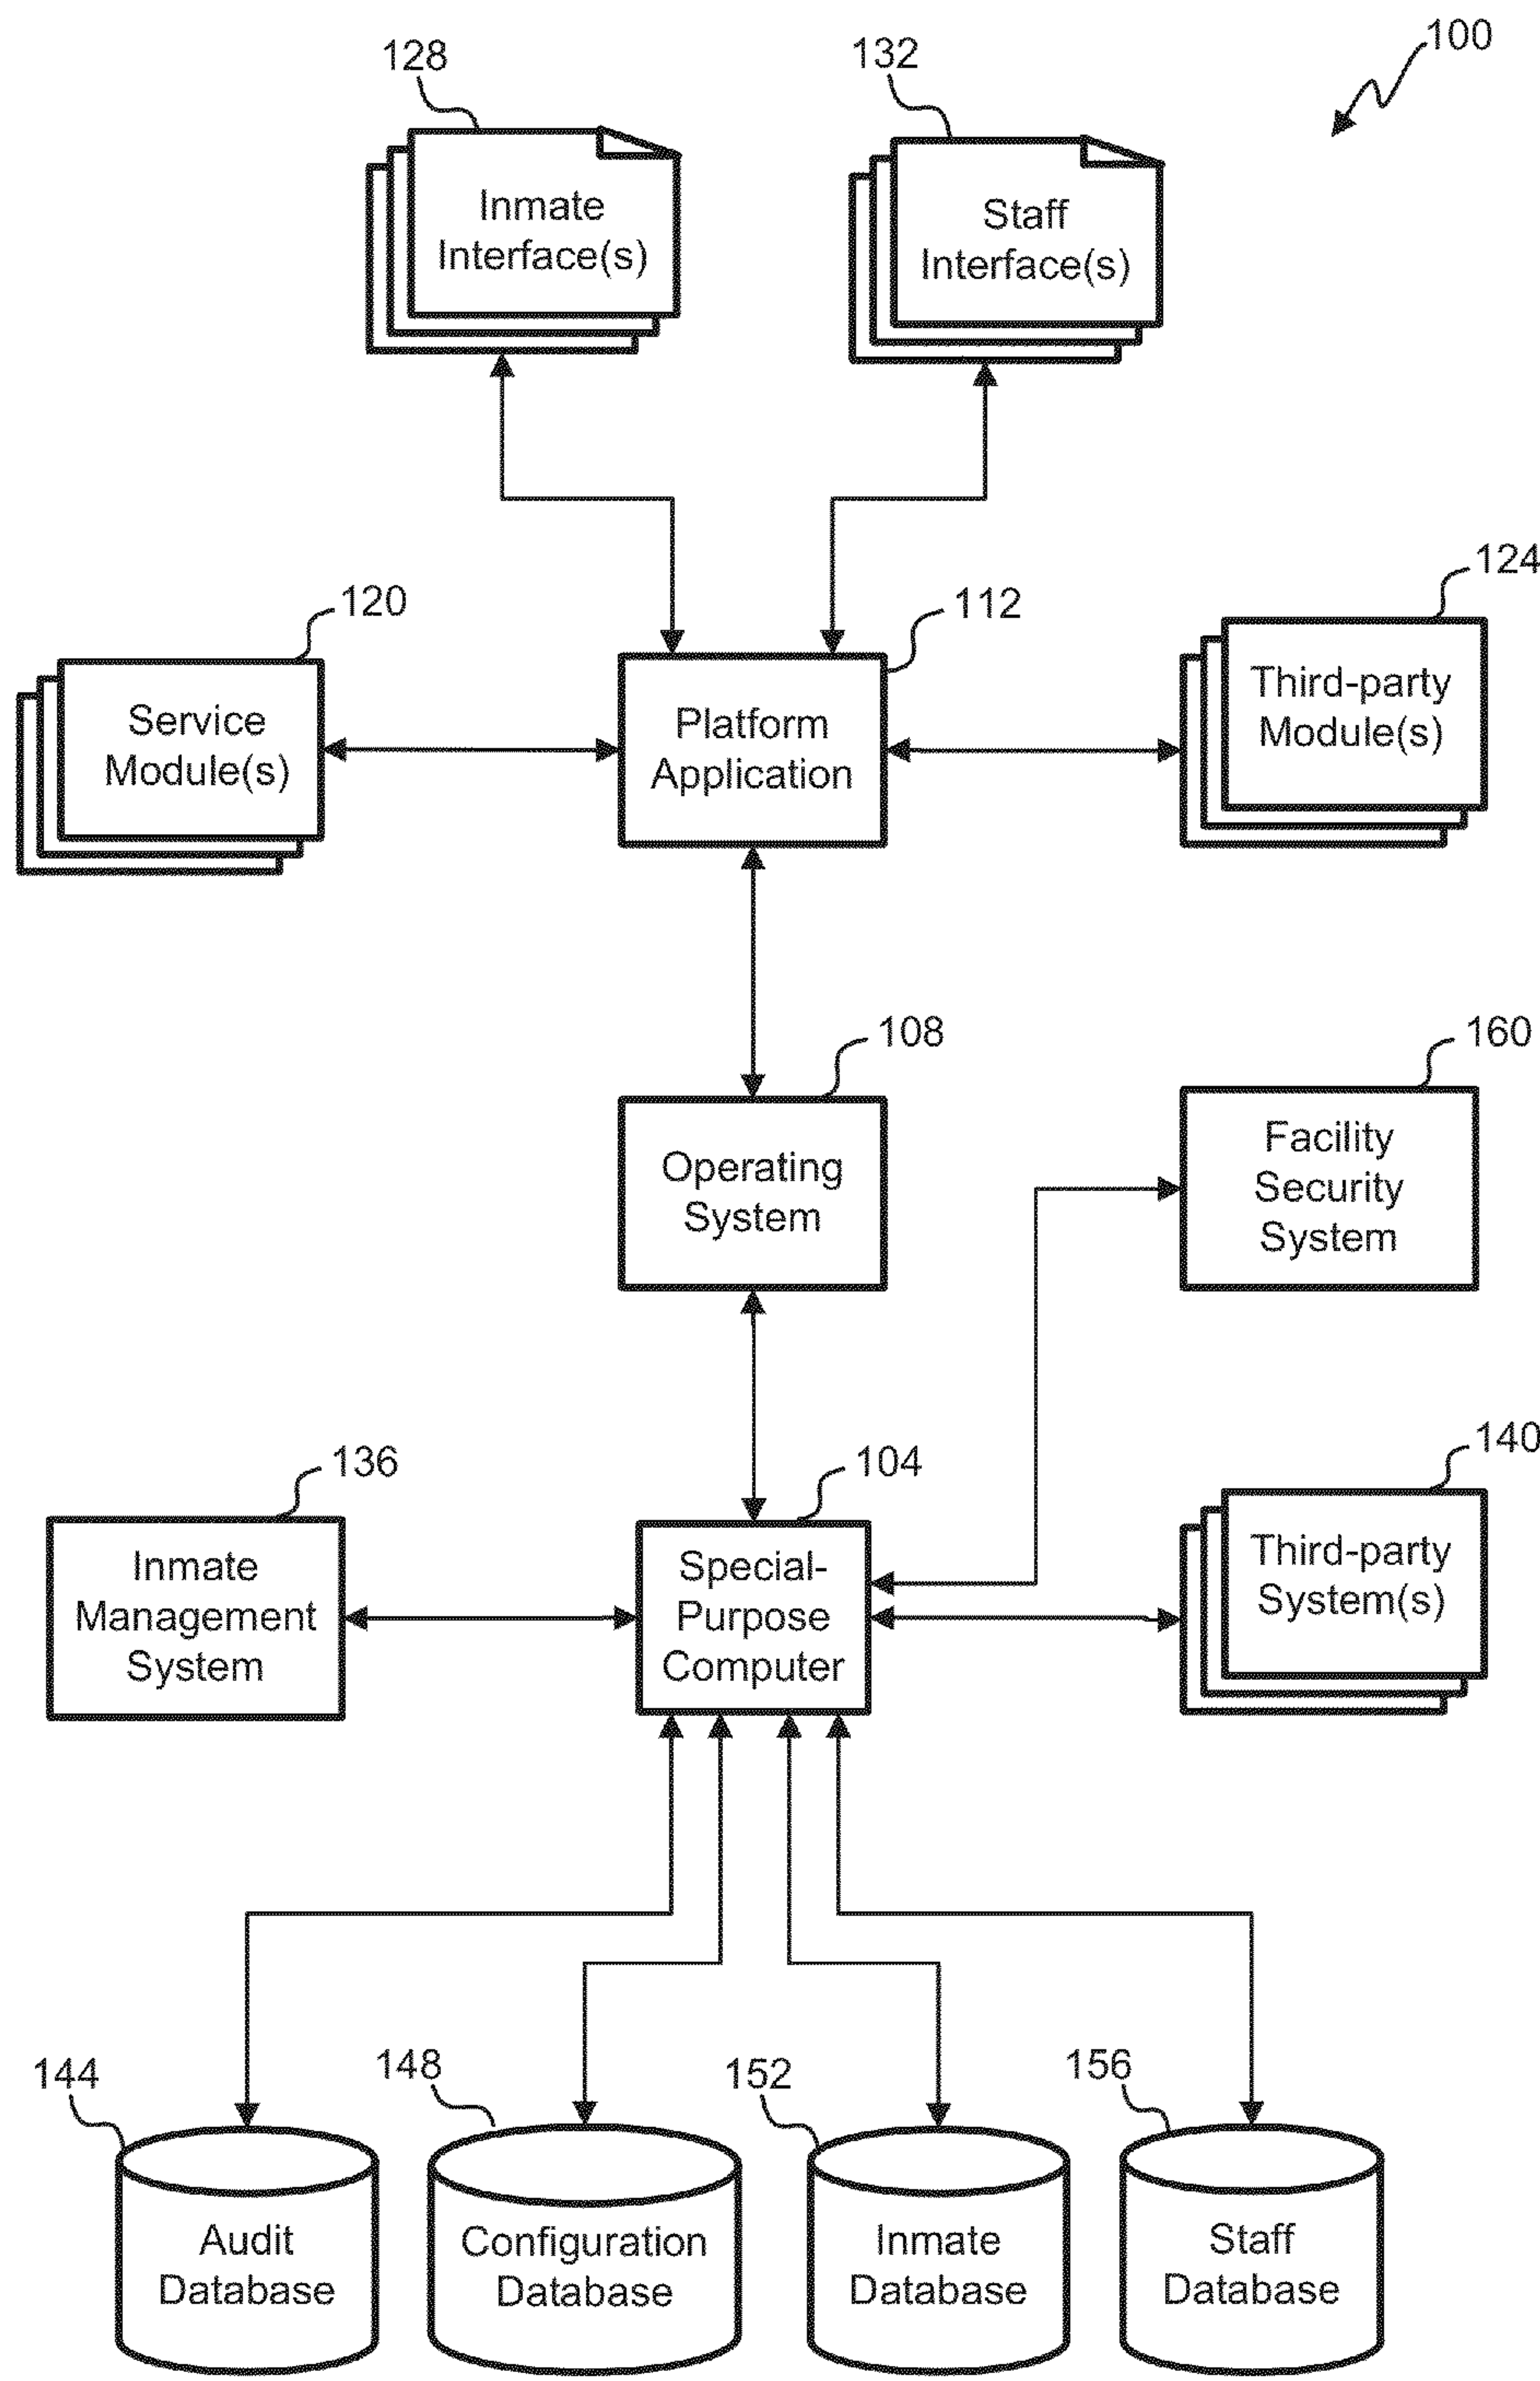 100
128
132
Inmate
Interface(s)
Staff
Interface(s)
120
112
124
Service
Module(s)
Platform
Application
Third-party
Module(s)
108
160
Operating
System
Facility
Security
System
136
104
140
Inmate
Management
System
Special-
Purpose
Computer
Third-party
System(s)
144
148
152
156
Audit
Database
Configuration
Database
Inmate
Database
Staff
Database